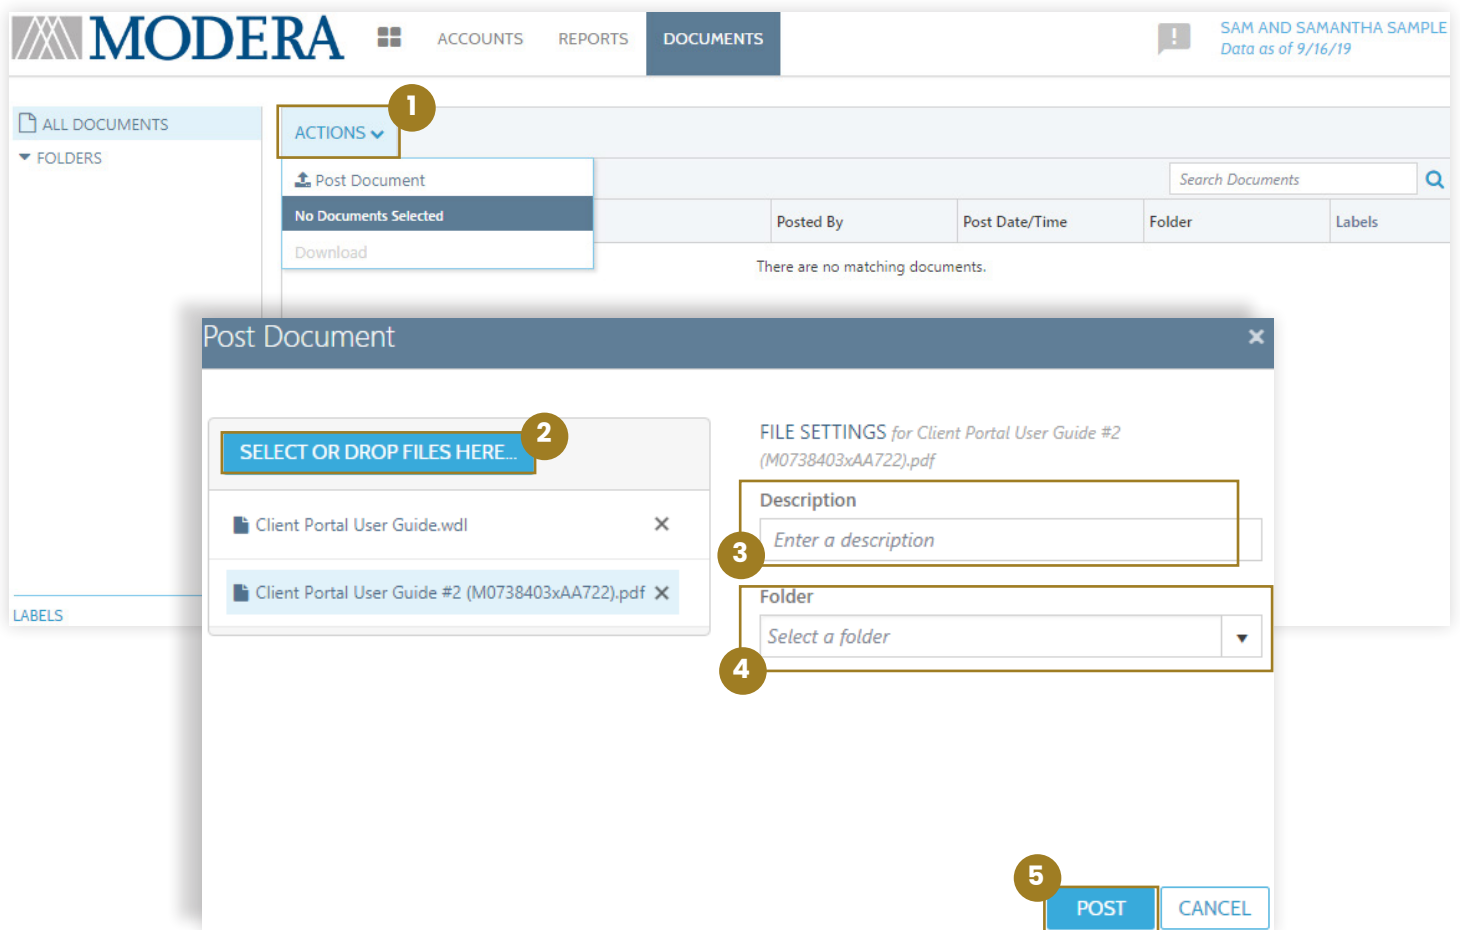 MODERA
ACCOUNTS
REPORTS
DOCUMENTS
!
SAM AND SAMANTHA SAMPLE
Data as of 9/16/19
ALL DOCUMENTS
FOLDERS
1
ACTIONS
Post Document
No Documents Selected
Download
Search Documents
Posted By
Post Date/Time
Folder
Labels
There are no matching documents.
LABELS
Post Document
2
SELECT OR DROP FILES HERE...
Client Portal User Guide.wdl
Client Portal User Guide #2 (M0738403xAA722).pdf
FILE SETTINGS for Client Portal User Guide #2
(M0738403xAA722).pdf
Description
Enter a description
3
Folder
Select a folder
4
5
POST
CANCEL